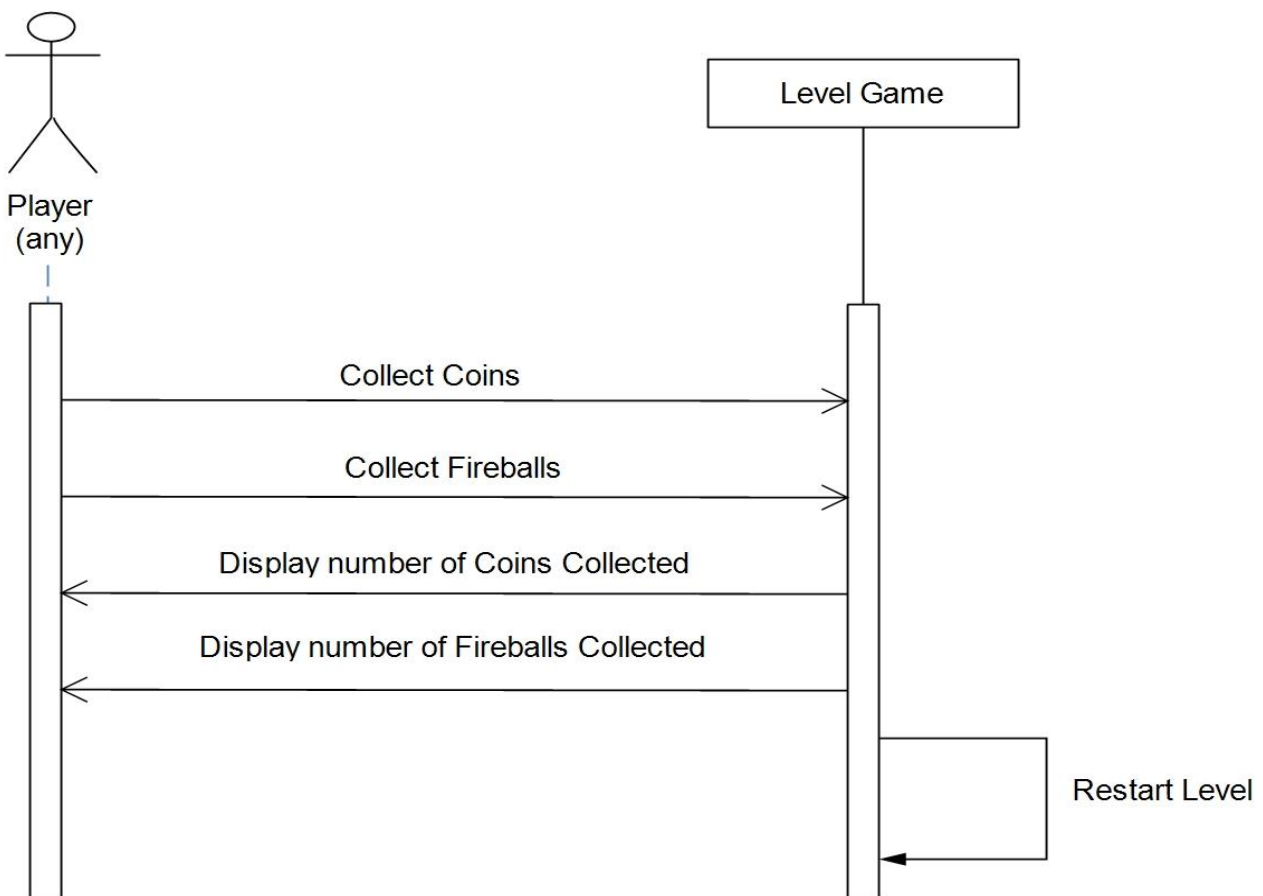 Level Game
Player
(any)
Collect Coins
Collect Fireballs
Display number of Coins Collected
Display number of Fireballs Collected
Restart Level